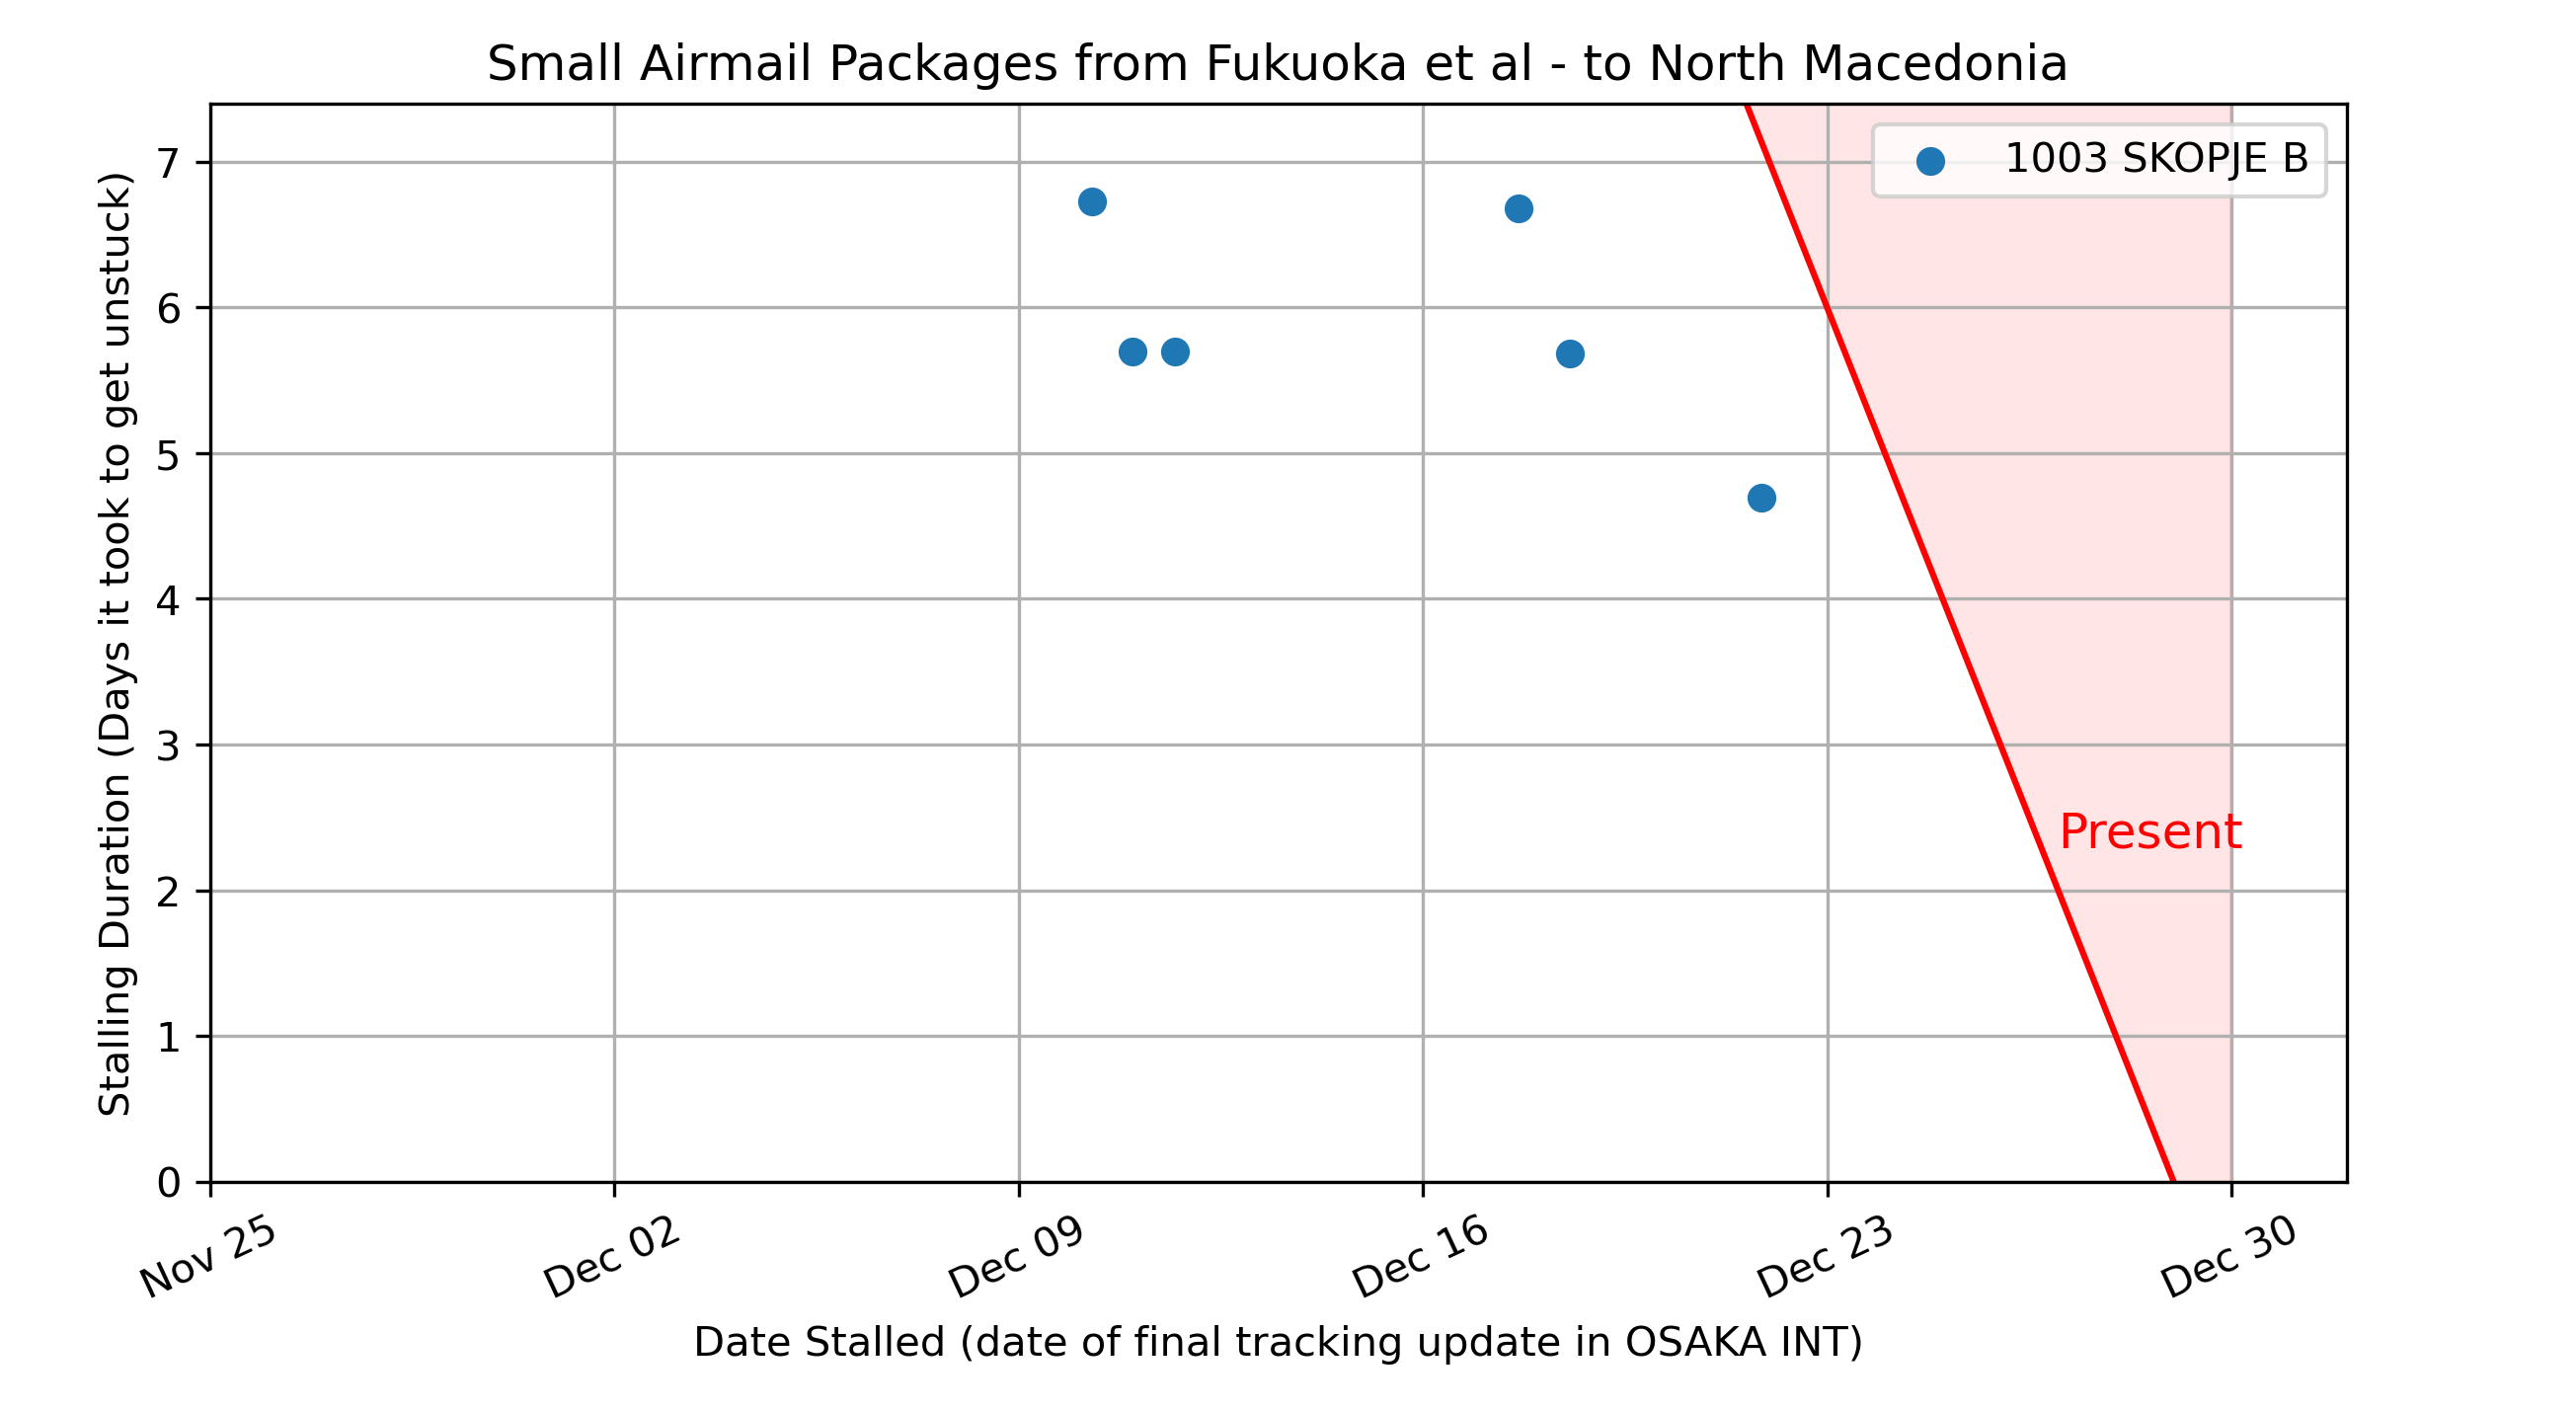 Small Airmail Packages from Fukuoka et al - to North Macedonia
1003 SKOPJE B
Stalling Duration (Days it took to get unstuck)
7
6
5
4
3
2
1
0
Present
Nov 25
Dec 02
Dec 09
Dec 16
Dec 23
Dec 30
Date Stalled (date of final tracking update in OSAKA INT)